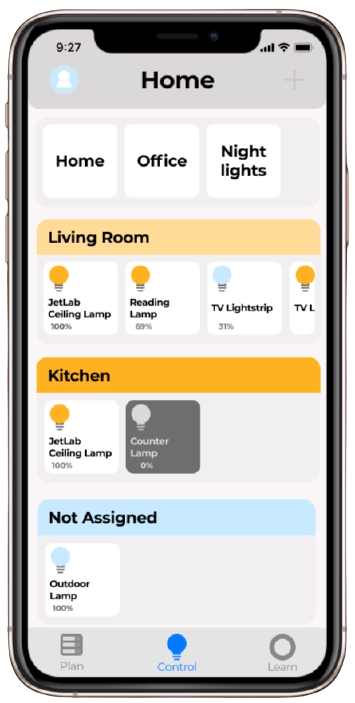 9:27
Home
Home
Office
Night
lights
Living Room
JetLab
Ceiling Lamp
100%
Reading
Lamp
69%
TV Lightstrip
31%
TV L
Kitchen
JetLab
Ceiling Lamp
100%
Counter
Lamp
0%
Not Assigned
Outdoor
Lamp
100%
Plan
Control
Learn